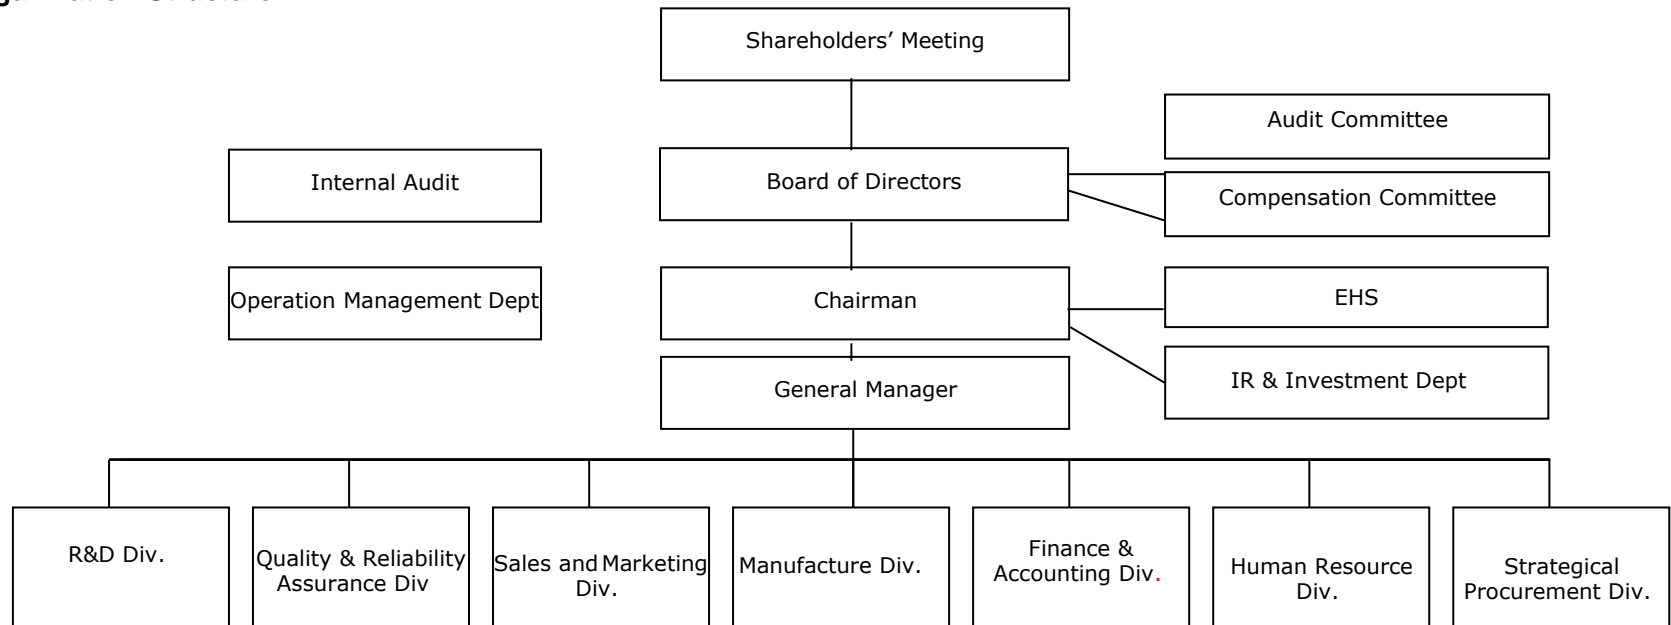 Shareholders’ Meeting
Audit Committee
Internal Audit
Board of Directors
Compensation Committee
Operation Management Dept
Chairman
EHS
General Manager
IR & Investment Dept
R&D Div.
Quality & Reliability
Assurance Div
Sales and Marketing
Div.
Manufacture Div.
Finance &
Accounting Div.
Human Resource
Div.
Strategical
Procurement Div.